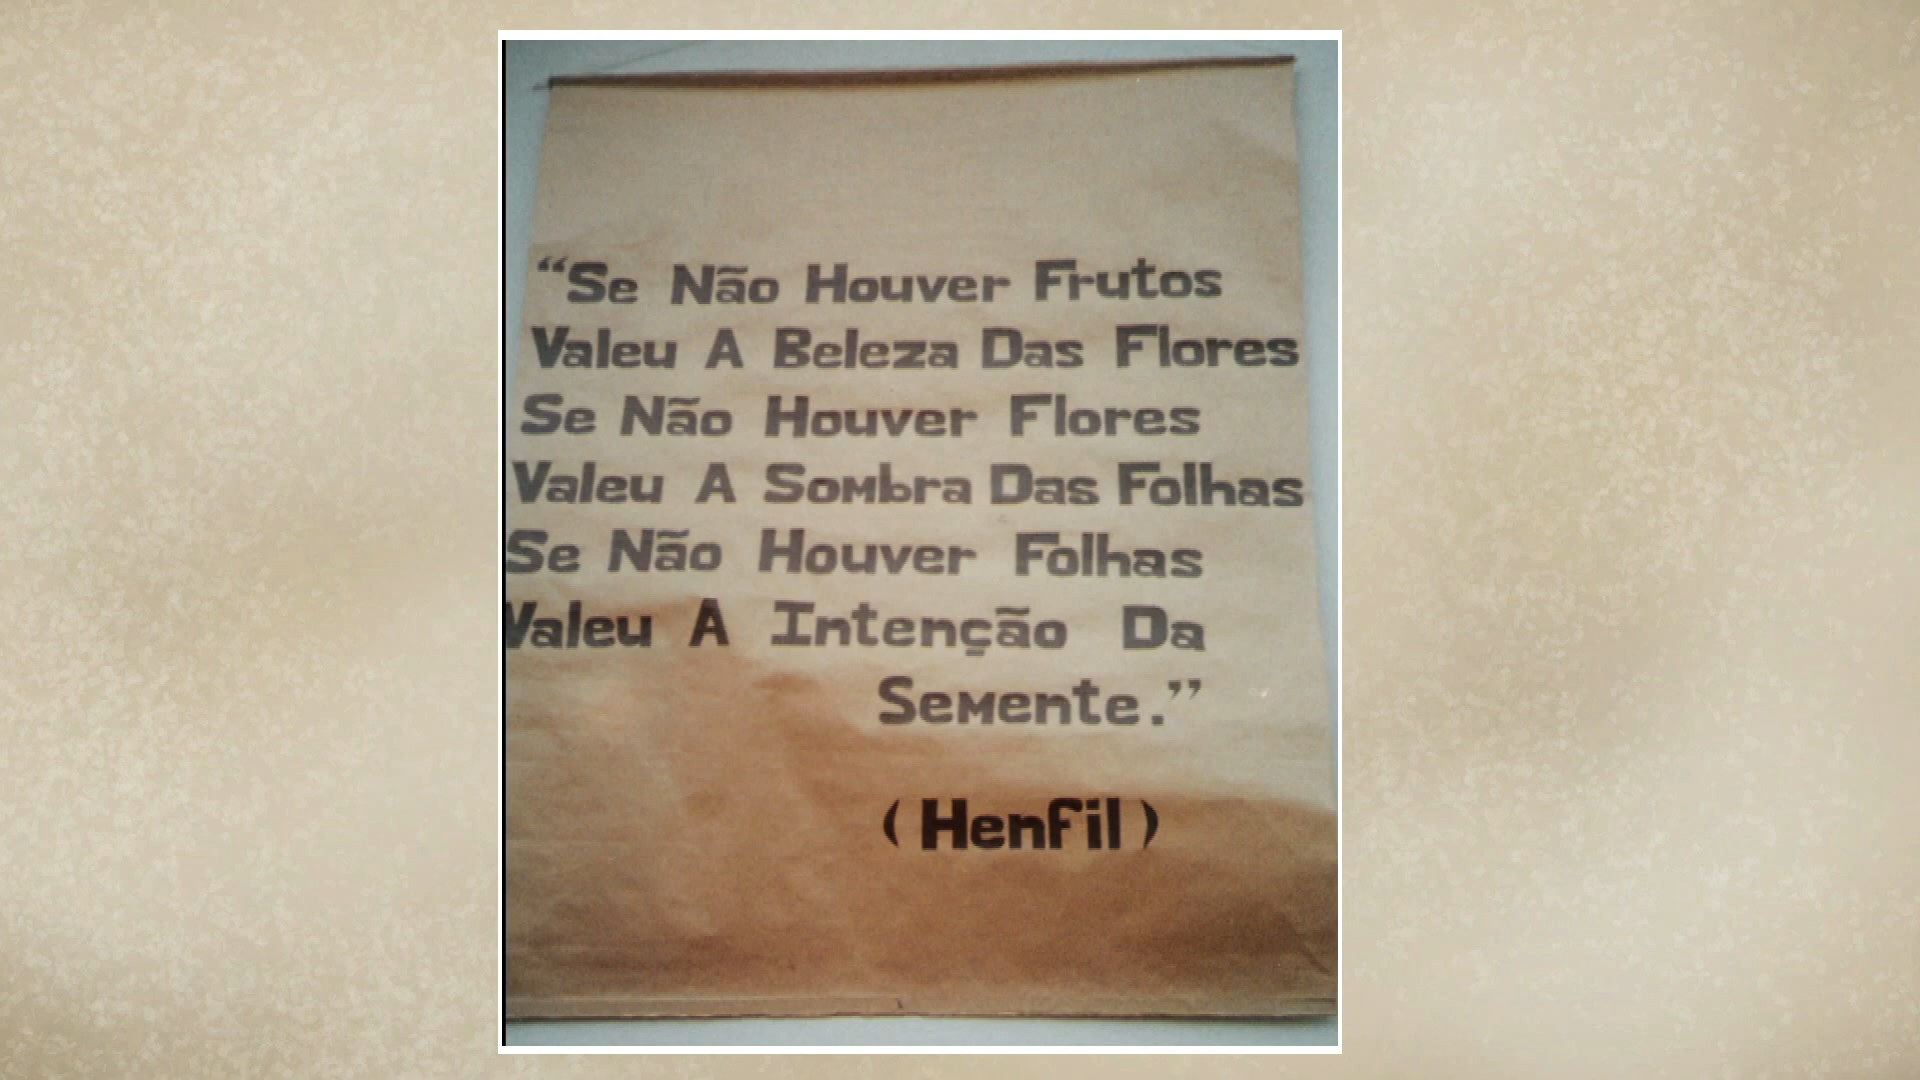 “Se Não Houver Frutos
Valeu A Beleza Das Flores
Se Não Houver Flores
Valeu A Sombra Das Folhas
Se Não Houver Folhas
Valeu A Intenção Da
Semente.”
(Henfil)